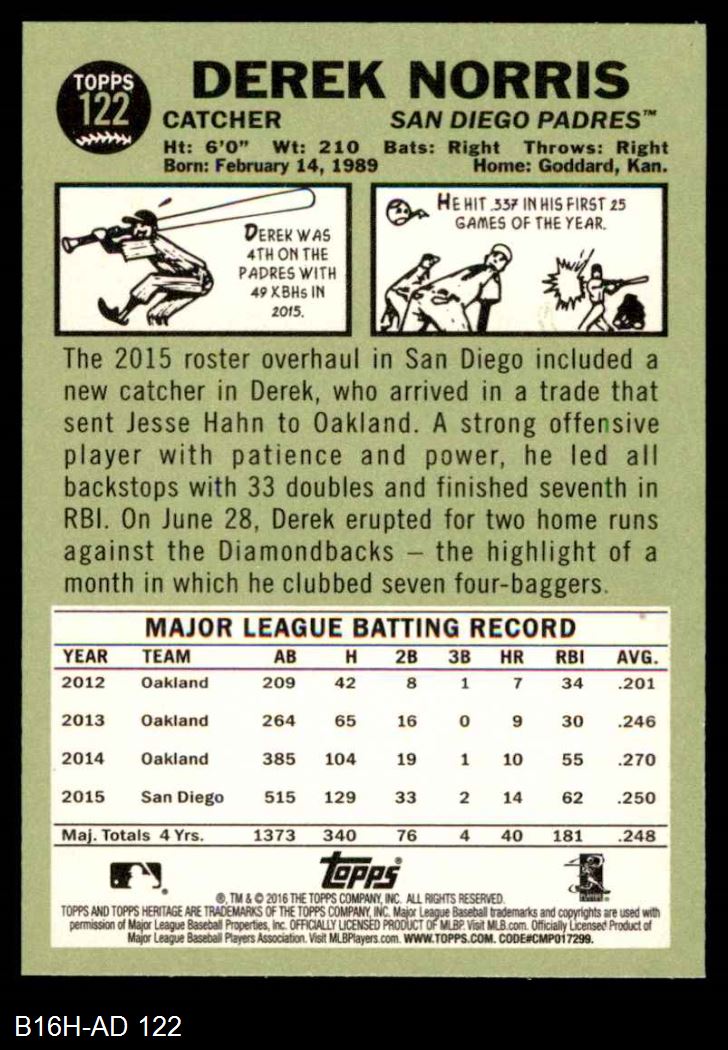 TOPPS
122
DEREK NORRIS
CATCHER SAN DIEGO PADRES™
Ht: 6'0" Wt: 210 Bats: Right Throws: Right
Born: February 14, 1989 Home: Goddard, Kan.
DEREK WAS
4TH ON THE
PADRES WITH
49 XBHs IN
2015.
HE HIT .337 IN HIS FIRST 25
GAMES OF THE YEAR.
The 2015 roster overhaul in San Diego included a
new catcher in Derek, who arrived in a trade that
sent Jesse Hahn to Oakland. A strong offensive
player with patience and power, he led all
backstops with 33 doubles and finished seventh in
RBI. On June 28, Derek erupted for two home runs
against the Diamondbacks – the highlight of a
month in which he clubbed seven four-baggers.
MAJOR LEAGUE BATTING RECORD
YEAR TEAM AB H 2B 3B HR RBI AVG.
2012 Oakland 209 42 8 1 7 34 .201
2013 Oakland 264 65 16 0 9 30 .246
2014 Oakland 385 104 19 1 10 55 .270
2015 San Diego 515 129 33 2 14 62 .250
Maj. Totals 4 Yrs. 1373 340 76 4 40 181 .248
Topps®
®, TM & © 2016 THE TOPPS COMPANY, INC. ALL RIGHTS RESERVED.
TOPPS AND TOPPS HERITAGE ARE TRADEMARKS OF THE TOPPS COMPANY, INC. Major League Baseball trademarks and copyrights are used with
permission of Major League Baseball Properties, Inc. OFFICIALLY LICENSED PRODUCT OF MLBP. Visit MLB.com. Officially Licensed Product of
Major League Baseball Players Association. Visit MLBPlayers.com. WWW.TOPPS.COM. CODE#CMP017299.
B16H-AD 122